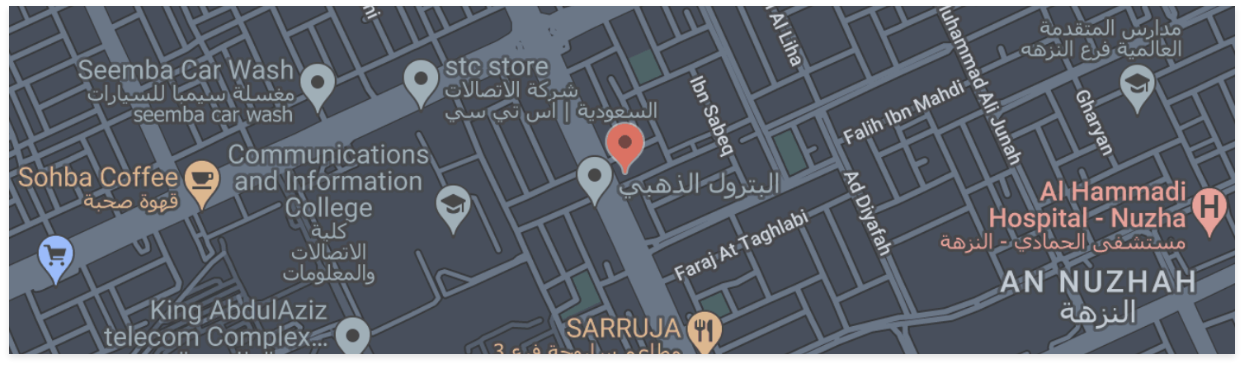 Seemba Car Wash
مغسلة سيمبا للسيارات
seemba car wash
stc store
شركة الاتصالات
السعودية | اس تي سي
Al Liha
Muhammad Ali Junah
مدارس المتقدمة
العالمية فرع النزهه
Ibn Sabeq
Falih Ibn Mahdi
Gharyan
Sohba Coffee
قهوة صحبة
Communications
and Information
College
كلية
الاتصالات
والمعلومات
البترول الذهبي
Ad Diyafah
Faraj At Taghlabi
Al Hammadi
Hospital - Nuzha
مستشفى الحمادي - النزهة
AN NUZHAH
النزهة
King AbdulAziz
telecom Complex...
SARRUJA